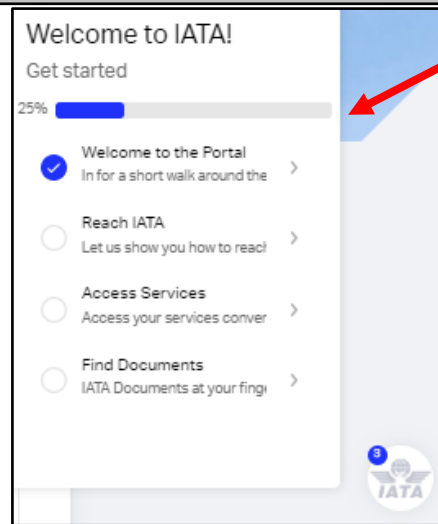 Welcome to IATA!
Get started
25%
Welcome to the Portal
In for a short walk around the
Reach IATA
Let us show you how to reach
Access Services
Access your services conver
Find Documents
IATA Documents at your finge
3
IATA